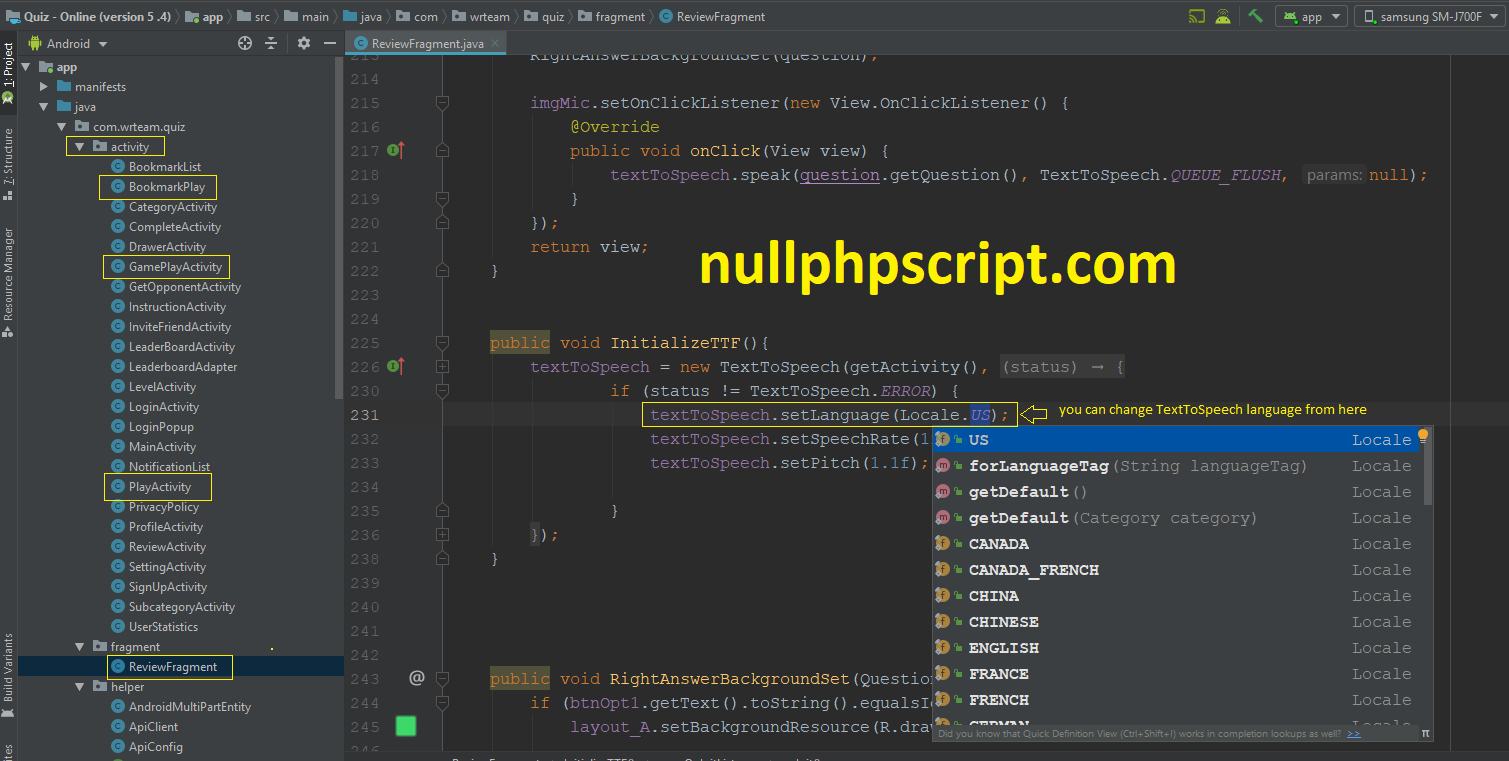 Quiz - Online (version 5 .4) app src main java com wrteam quiz fragment ReviewFragment app samsung SM-J700F
Android ReviewFragment.java
1: Project
7: Structure
Resource Manager
Build Variants
app
manifests
java
com.wrteam.quiz
activity
BookmarkList
BookmarkPlay
CategoryActivity
CompleteActivity
DrawerActivity
GamePlayActivity
GetOpponentActivity
InstructionActivity
InviteFriendActivity
LeaderBoardActivity
LeaderboardAdapter
LevelActivity
LoginActivity
LoginPopup
MainActivity
NotificationList
PlayActivity
PrivacyPolicy
ProfileActivity
ReviewActivity
SettingActivity
SignUpActivity
SubcategoryActivity
UserStatistics
fragment
ReviewFragment
helper
AndroidMultiPartEntity
ApiClient
ApiConfig
213 RightAnswerBackgroundSet(question);
214
215 imgMic.setOnClickListener(new View.OnClickListener() {
216 @Override
217 public void onClick(View view) {
218 textToSpeech.speak(question.getQuestion(), TextToSpeech.QUEUE_FLUSH, params: null);
219 }
220 });
221 return view;
222 }
nullphpscript.com
223
224
225 public void InitializeTTF(){
226 textToSpeech = new TextToSpeech(getActivity(), (status) → {
230 if (status != TextToSpeech.ERROR) {
231 textToSpeech.setLanguage(Locale.US); you can change TextToSpeech language from here
232 textToSpeech.setSpeechRate(1
233 textToSpeech.setPitch(1.1f);
234
235 }
236 });
238 }
239
240
241
242
243 @ public void RightAnswerBackgroundSet(Question
244 if (btnOpt1.getText().toString().equalsIg
245 layout_A.setBackgroundResource(R.draw
246
US Locale
forLanguageTag(String languageTag) Locale
getDefault() Locale
getDefault(Category category) Locale
CANADA Locale
CANADA_FRENCH Locale
CHINA Locale
CHINESE Locale
ENGLISH Locale
FRANCE Locale
FRENCH Locale
GERMAN Locale
Did you know that Quick Definition View (Ctrl+Shift+I) works in completion lookups as well? >> π